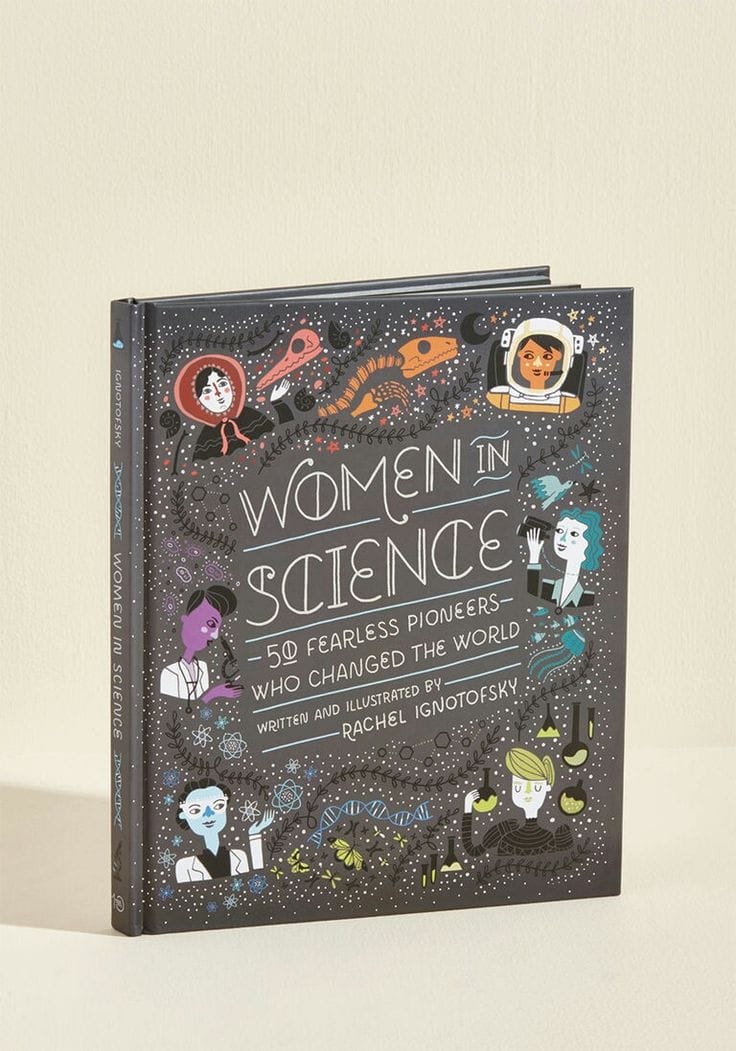 WOMEN IN
SCIENCE
50 FEARLESS PIONEERS
WHO CHANGED THE WORLD
WRITTEN AND ILLUSTRATED BY
RACHEL IGNOTOFSKY
IGNOTOFSKY
WOMEN IN SCIENCE